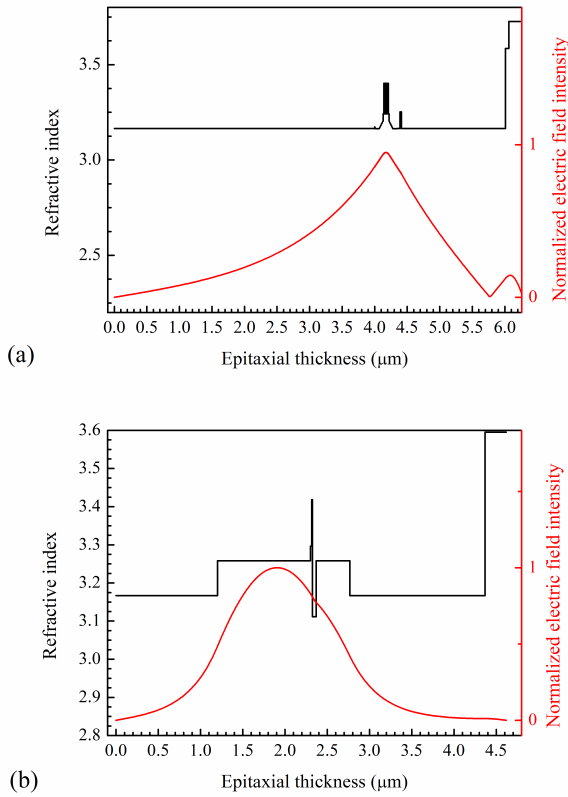 3.5
3.0
2.5
Refractive index
1
0
Normalized electric field intensity
0.0 0.5 1.0 1.5 2.0 2.5 3.0 3.5 4.0 4.5 5.0 5.5 6.0
Epitaxial thickness (μm)
(a)
3.6
3.5
3.4
3.3
3.2
3.1
3.0
2.9
2.8
Refractive index
1
0
Normalized electric field intensity
0.0 0.5 1.0 1.5 2.0 2.5 3.0 3.5 4.0 4.5
Epitaxial thickness (μm)
(b)